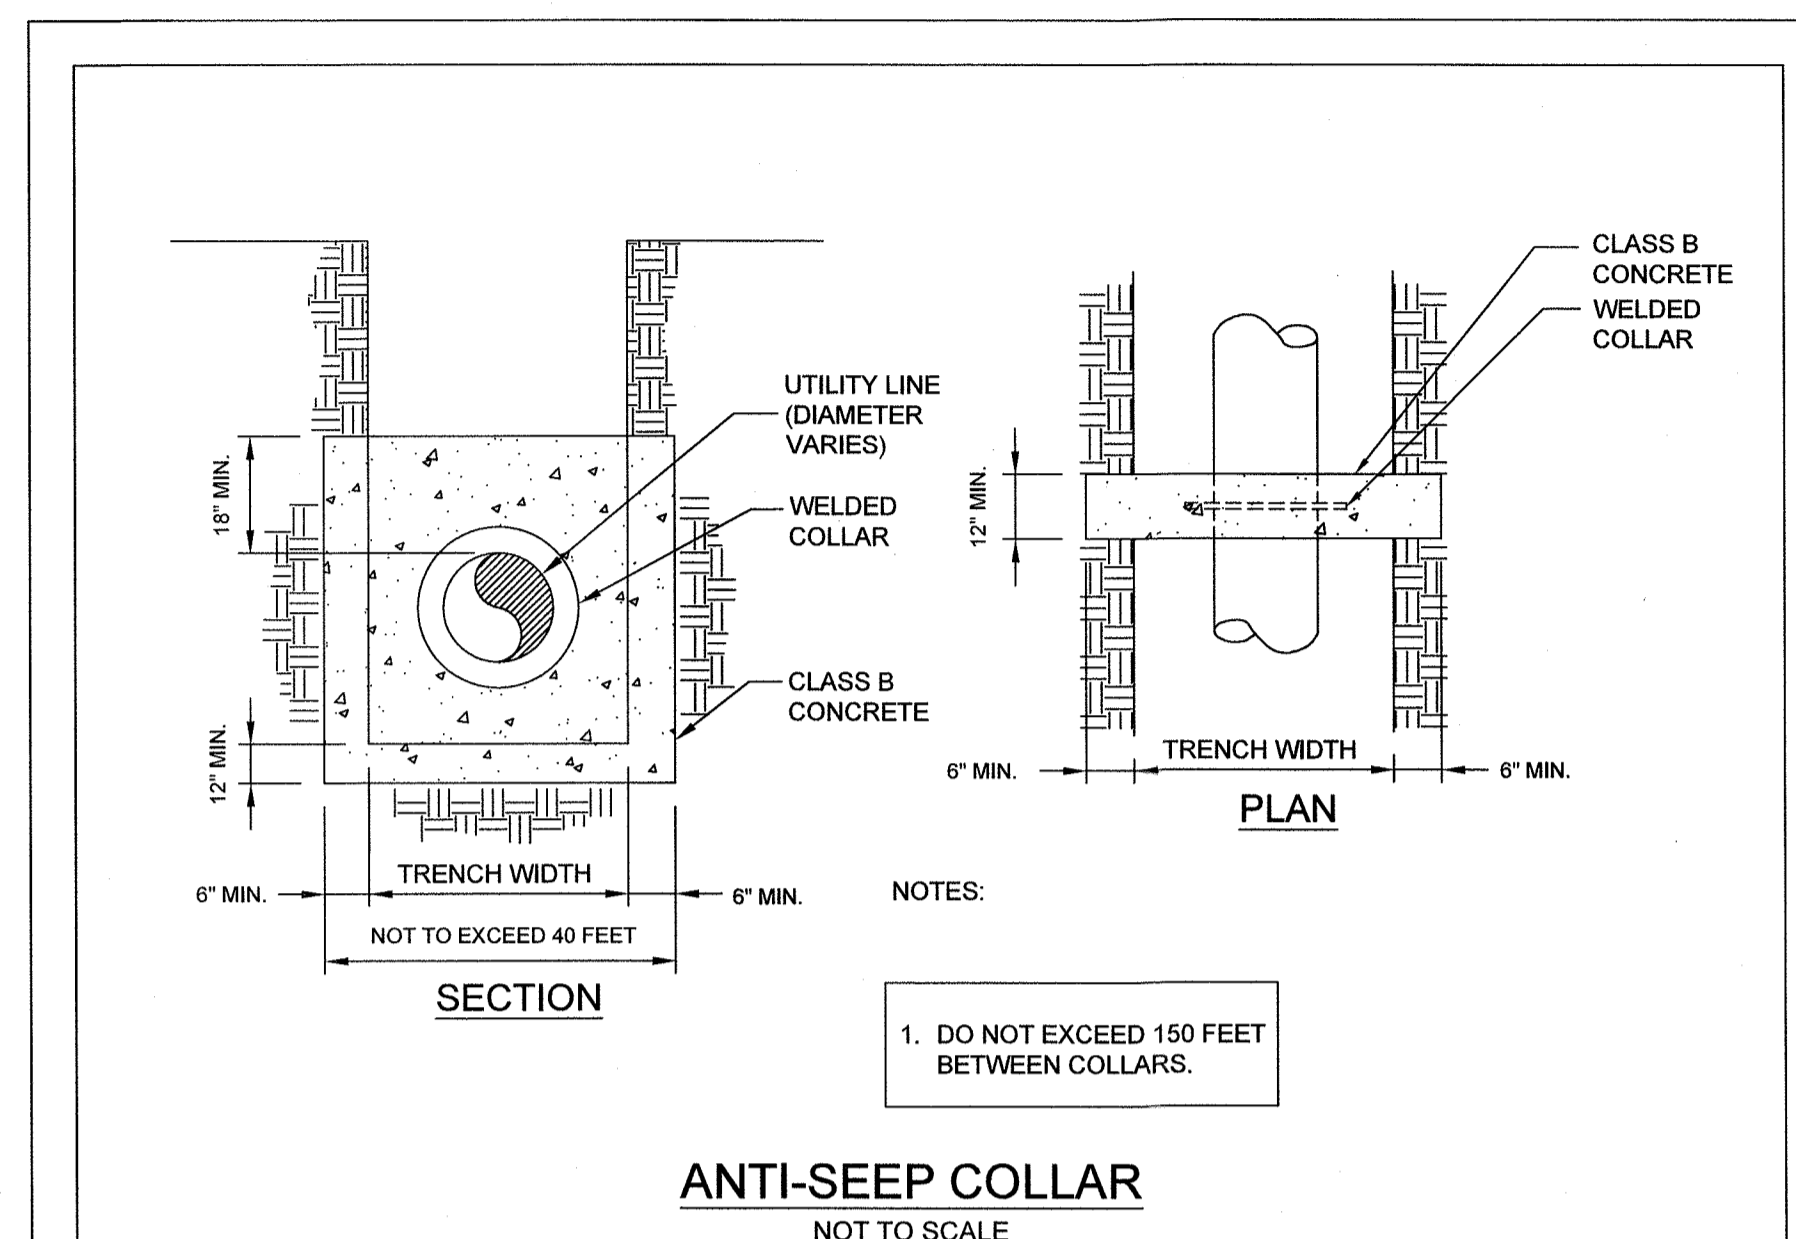 UTILITY LINE
(DIAMETER
VARIES)
WELDED
COLLAR
CLASS B
CONCRETE
18" MIN.
12" MIN.
6" MIN.
TRENCH WIDTH
6" MIN.
NOT TO EXCEED 40 FEET
SECTION
CLASS B
CONCRETE
WELDED
COLLAR
12" MIN.
6" MIN.
TRENCH WIDTH
6" MIN.
PLAN
NOTES:
1. DO NOT EXCEED 150 FEET
BETWEEN COLLARS.
ANTI-SEEP COLLAR
NOT TO SCALE